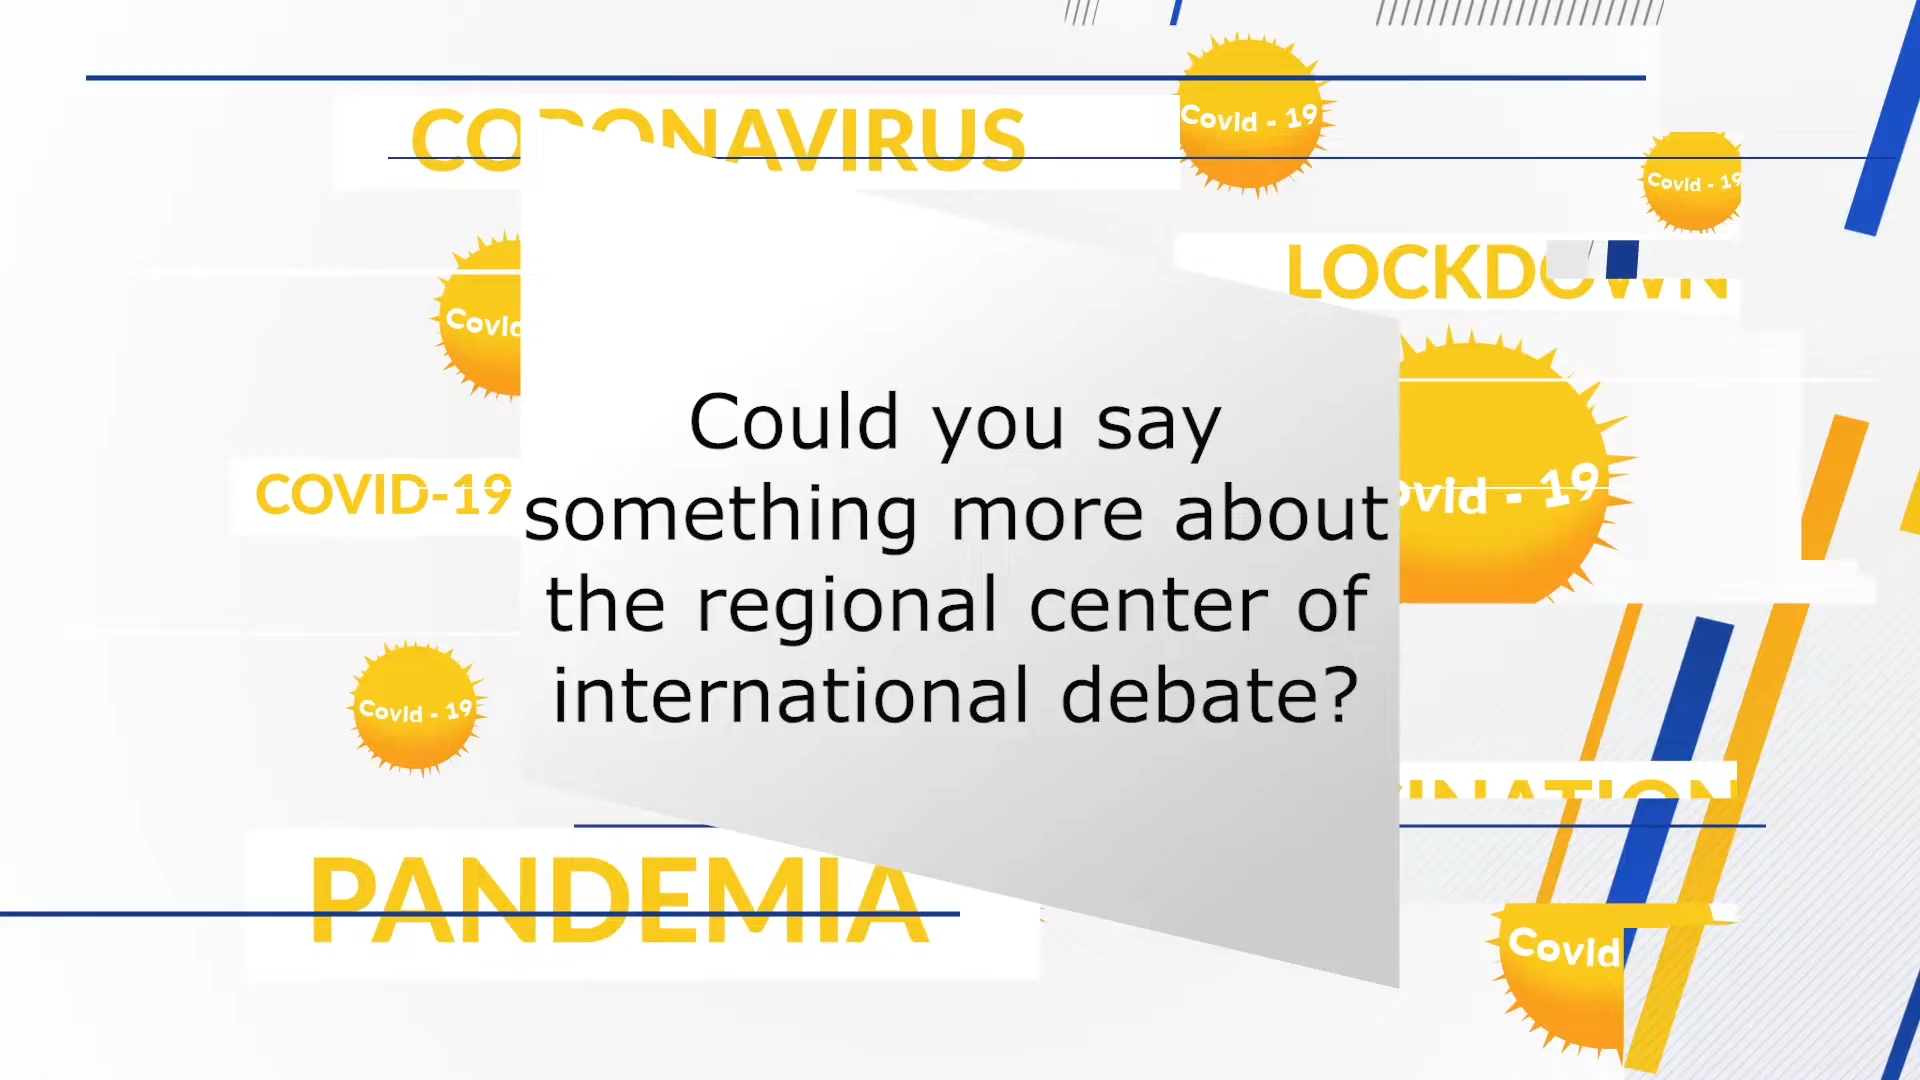 CORONAVIRUS
Covid - 19
Covid - 19
LOCKDOWN
Could you say
something more about
the regional center of
international debate?
COVID-19
Covid - 19
PANDEMIA
Covid